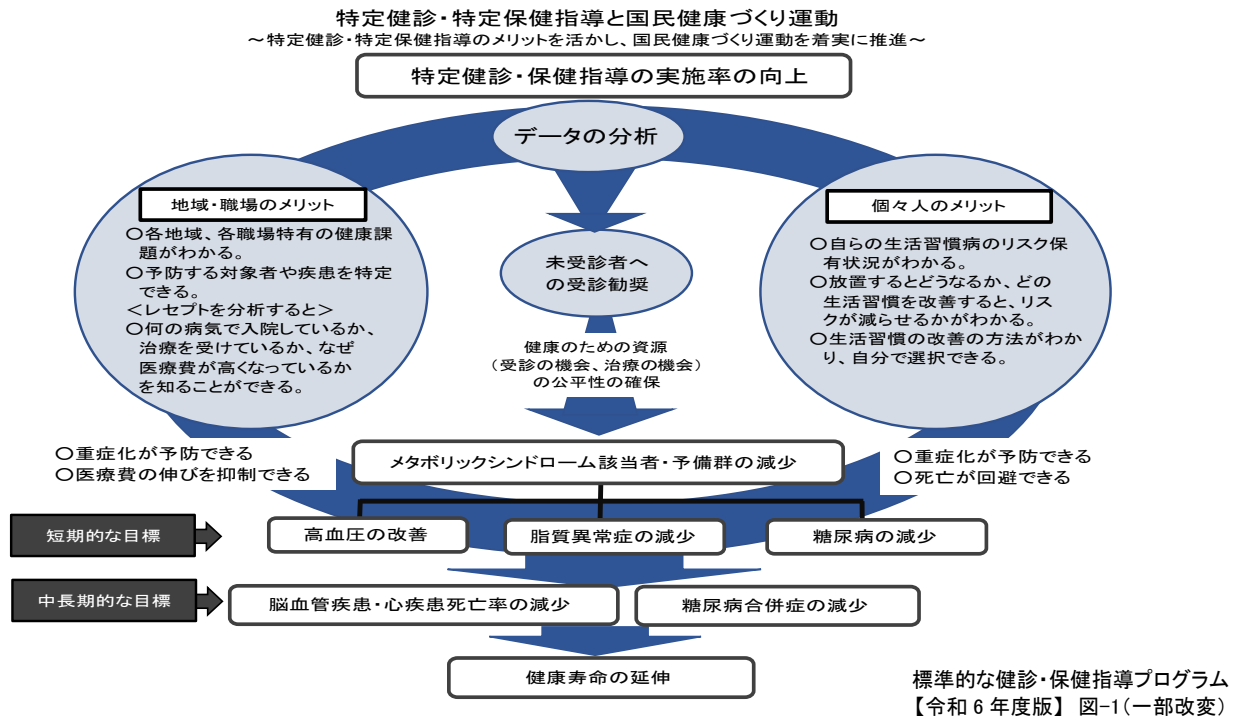 特定健診・特定保健指導と国民健康づくり運動
～特定健診・特定保健指導のメリットを活かし、国民健康づくり運動を着実に推進～
特定健診・保健指導の実施率の向上
データの分析
地域・職場のメリット
○各地域、各職場特有の健康課
題がわかる。
○予防する対象者や疾患を特定
できる。
＜レセプトを分析すると＞
○何の病気で入院しているか、
治療を受けているか、なぜ
医療費が高くなっているか
を知ることができる。
未受診者へ
の受診勧奨
個々人のメリット
○自らの生活習慣病のリスク保
有状況がわかる。
○放置するとどうなるか、どの
生活習慣を改善すると、リス
クが減らせるかがわかる。
○生活習慣の改善の方法がわか
り、自分で選択できる。
健康のための資源
（受診の機会、治療の機会）
の公平性の確保
○重症化が予防できる
○医療費の伸びを抑制できる
メタボリックシンドローム該当者・予備群の減少
○重症化が予防できる
○死亡が回避できる
短期的な目標
高血圧の改善
脂質異常症の減少
糖尿病の減少
中長期的な目標
脳血管疾患・心疾患死亡率の減少
糖尿病合併症の減少
健康寿命の延伸
標準的な健診・保健指導プログラム
【令和6年度版】 図-1（一部改変）